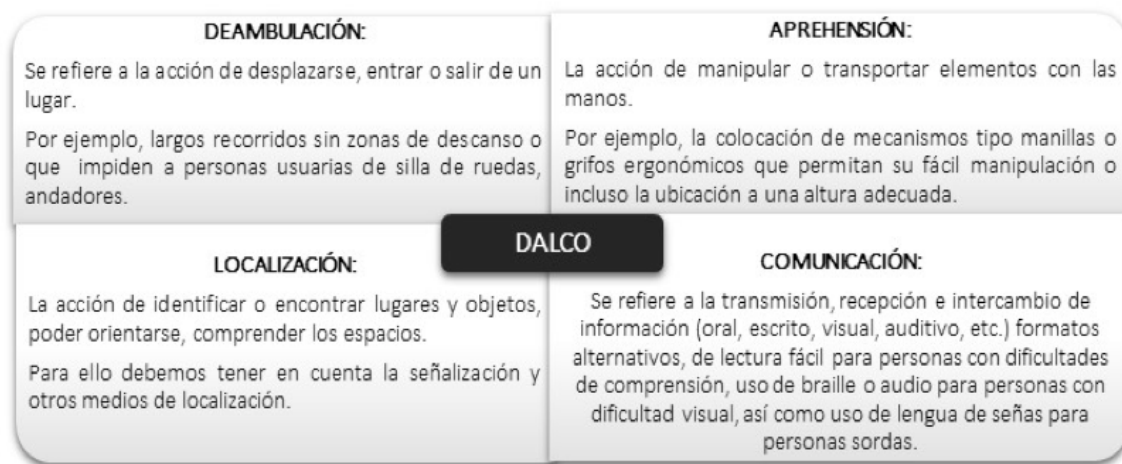 DEAMBULACIÓN:
Se refiere a la acción de desplazarse, entrar o salir de un
lugar.
Por ejemplo, largos recorridos sin zonas de descanso o
que impiden a personas usuarias de silla de ruedas,
andadores.
APREHENSIÓN:
La acción de manipular o transportar elementos con las
manos.
Por ejemplo, la colocación de mecanismos tipo manillas o
grifos ergonómicos que permitan su fácil manipulación o
incluso la ubicación a una altura adecuada.
DALCO
LOCALIZACIÓN:
La acción de identificar o encontrar lugares y objetos,
poder orientarse, comprender los espacios.
Para ello debemos tener en cuenta la señalización y
otros medios de localización.
COMUNICACIÓN:
Se refiere a la transmisión, recepción e intercambio de
información (oral, escrito, visual, auditivo, etc.) formatos
alternativos, de lectura fácil para personas con dificultades
de comprensión, uso de braille o audio para personas con
dificultad visual, así como uso de lengua de señas para
personas sordas.